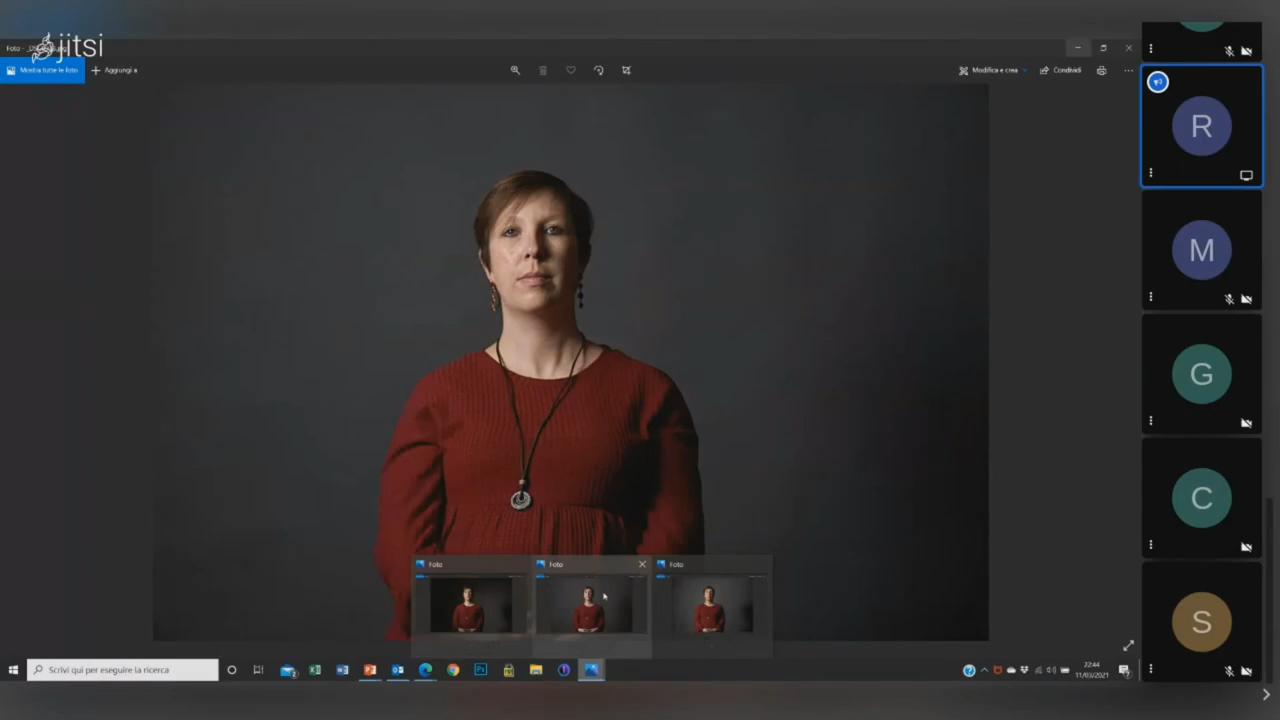 jitsi
Foto -
Mostra tutte le foto
Aggiungi a
Modifica e crea
Condividi
R
M
G
C
S
Foto
Foto
Foto
Scrivi qui per eseguire la ricerca
22:44
11/03/2021